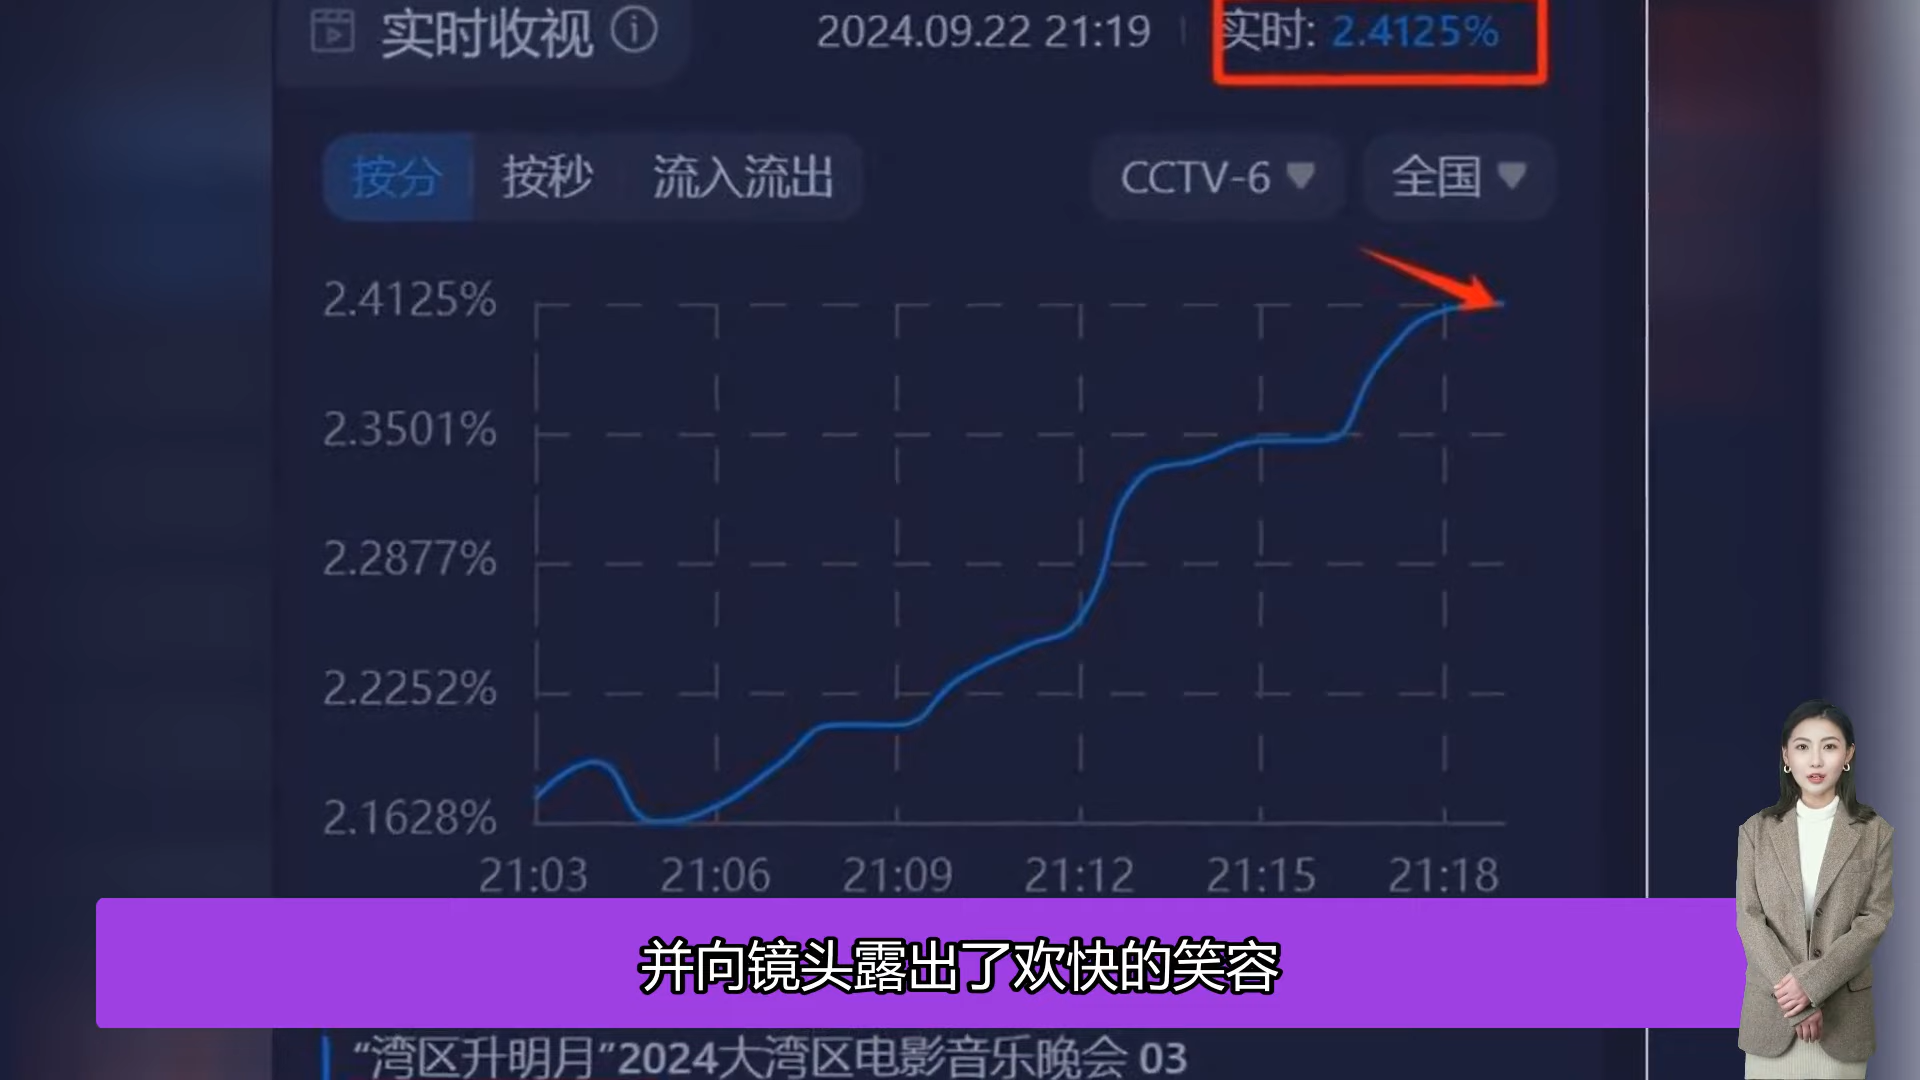 实时收视 2024.09.22 21:19 实时: 2.4125%
按分 按秒 流入流出 CCTV-6 全国
2.4125%
2.3501%
2.2877%
2.2252%
2.1628%
21:03 21:06 21:09 21:12 21:15 21:18
并向镜头露出了欢快的笑容
“湾区升明月”2024大湾区电影音乐晚会 03